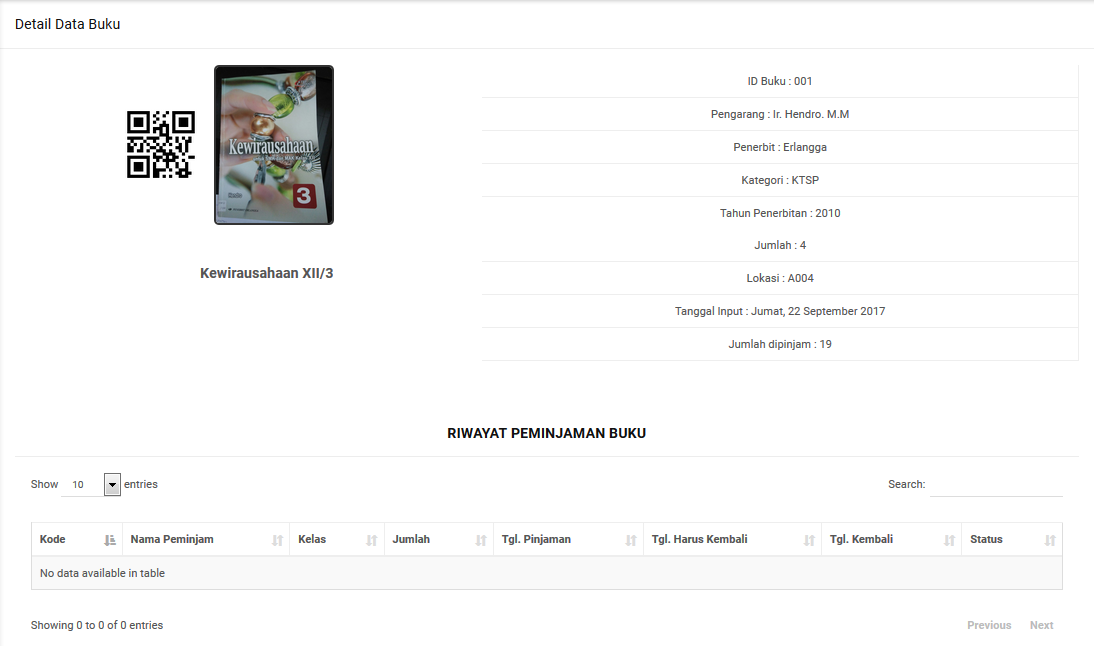 Detail Data Buku
Kewirausahaan
3
Kewirausahaan XII/3
ID Buku : 001
Pengarang : Ir. Hendro. M.M
Penerbit : Erlangga
Kategori : KTSP
Tahun Penerbitan : 2010
Jumlah : 4
Lokasi : A004
Tanggal Input : Jumat, 22 September 2017
Jumlah dipinjam : 19
RIWAYAT PEMINJAMAN BUKU
Show 10 entries
Search:
Kode Nama Peminjam Kelas Jumlah Tgl. Pinjaman Tgl. Harus Kembali Tgl. Kembali Status
No data available in table
Showing 0 to 0 of 0 entries
Previous Next